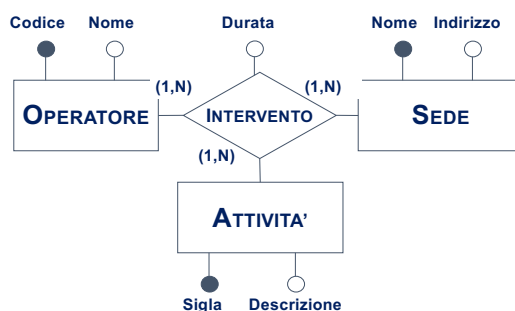 Codice Nome Durata Nome Indirizzo
(1,N) (1,N)
OPERATORE INTERVENTO SEDE
(1,N)
ATTIVITA'
Sigla Descrizione